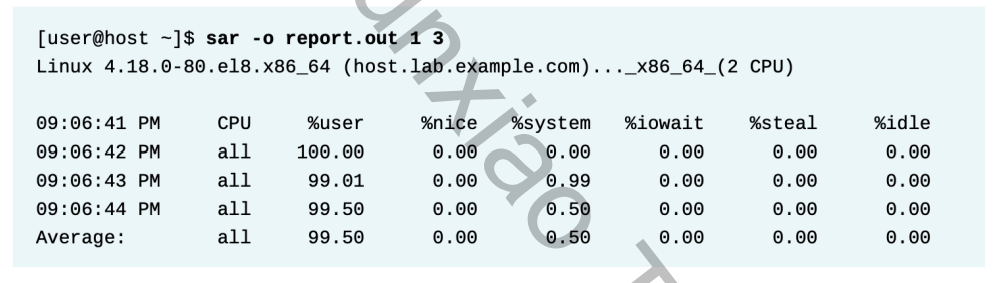 [user@host ~]$ sar -o report.out 1 3
Linux 4.18.0-80.el8.x86_64 (host.lab.example.com)..._x86_64_(2 CPU)
09:06:41 PM CPU %user %nice %system %iowait %steal %idle
09:06:42 PM all 100.00 0.00 0.00 0.00 0.00 0.00
09:06:43 PM all 99.01 0.00 0.99 0.00 0.00 0.00
09:06:44 PM all 99.50 0.00 0.50 0.00 0.00 0.00
Average: all 99.50 0.00 0.50 0.00 0.00 0.00